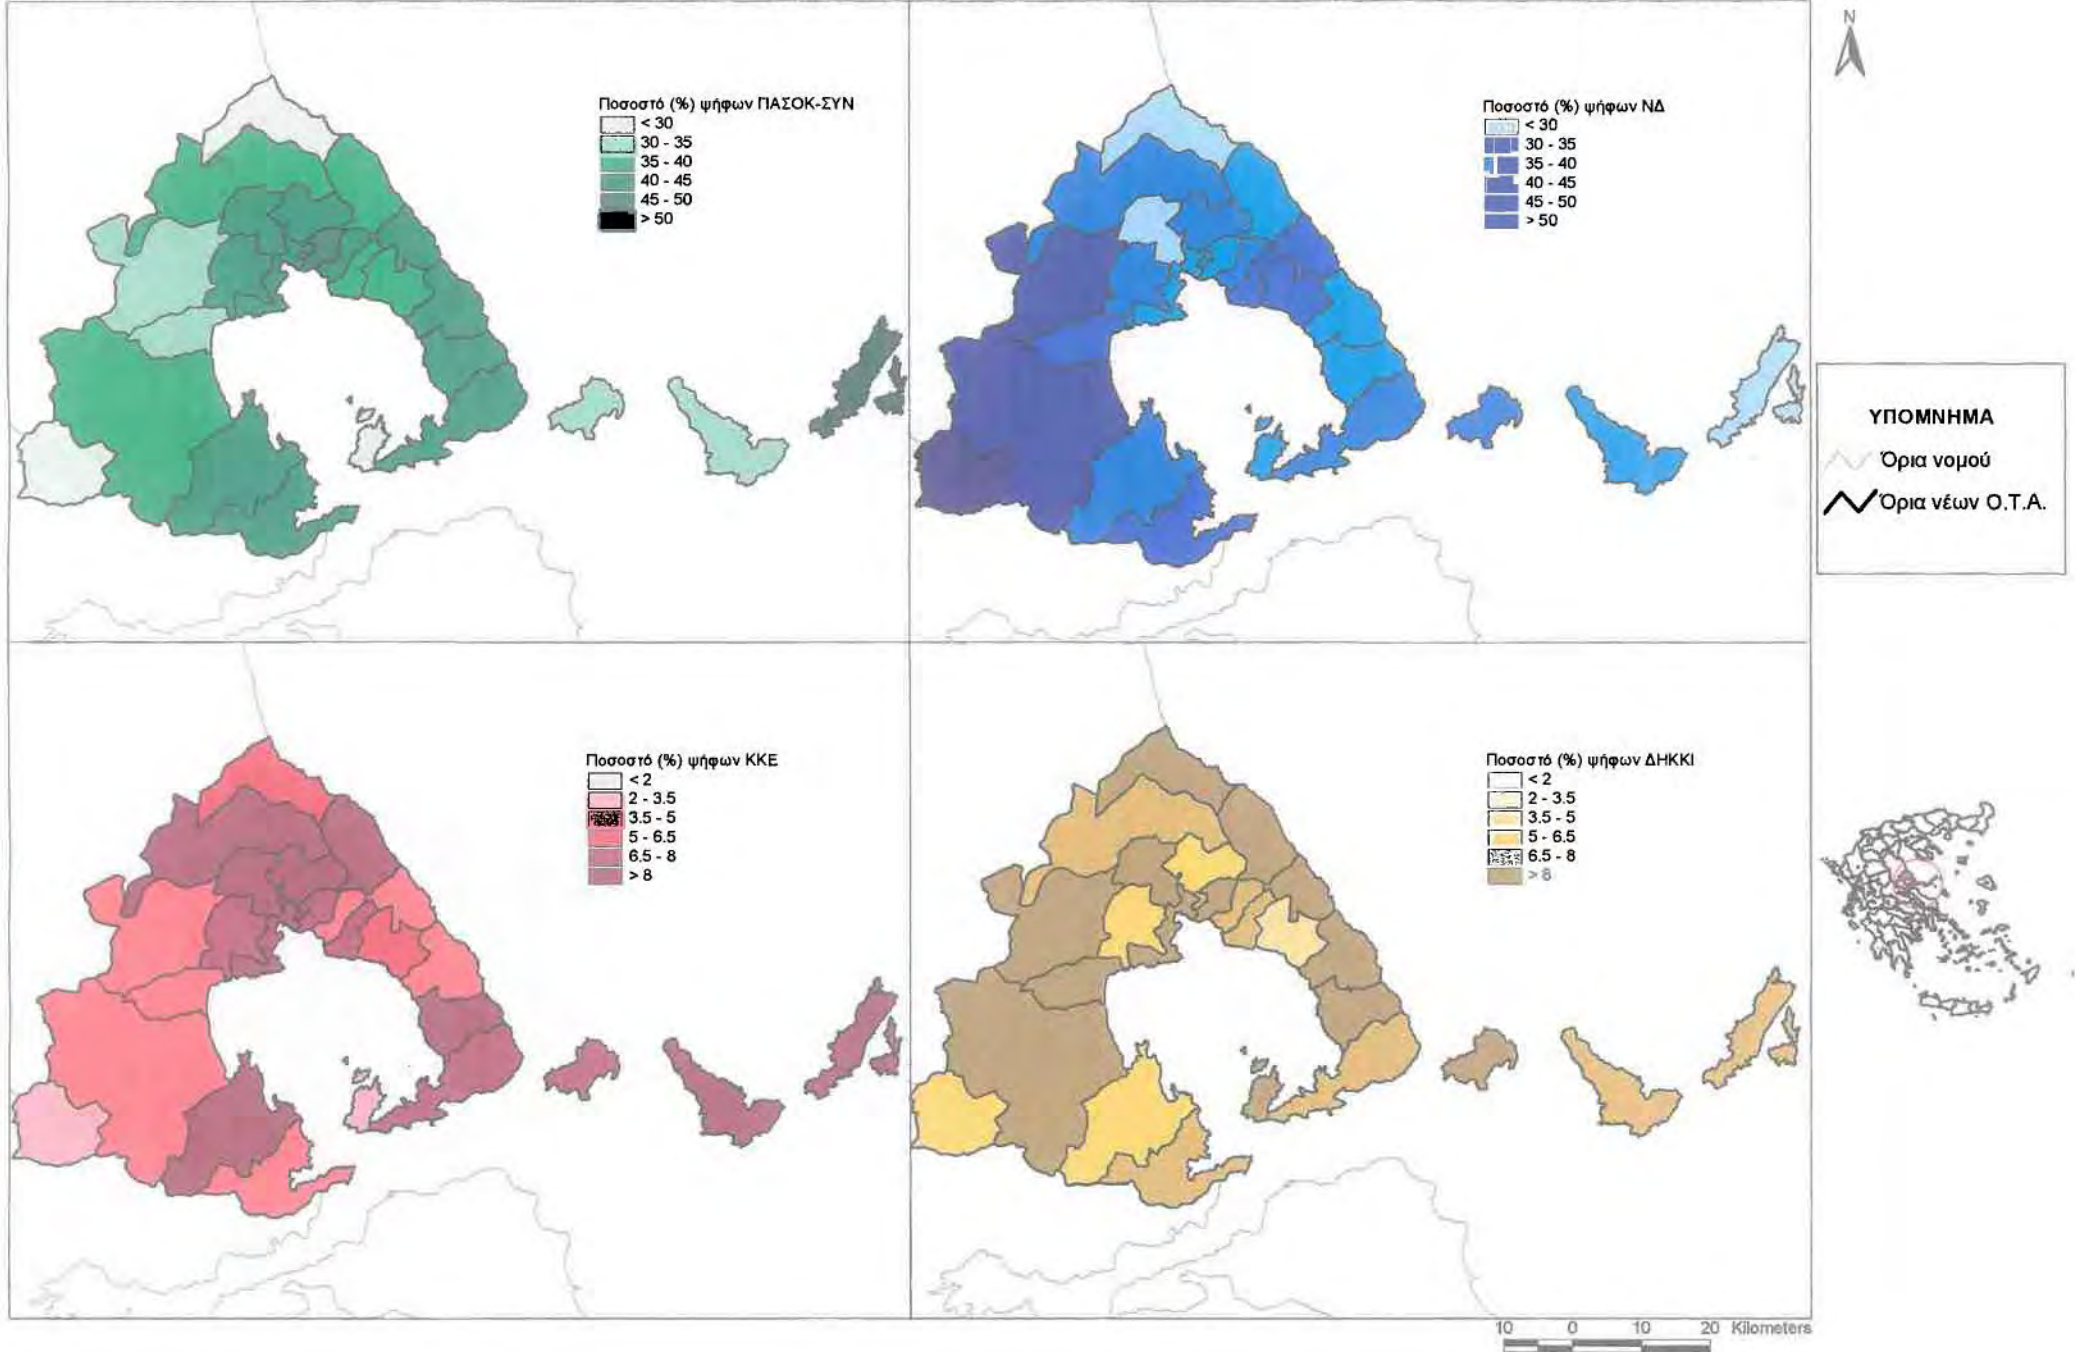 Ποσοστό (%) ψήφων ΠΑΣΟΚ-ΣΥΝ
< 30
30 - 35
35 - 40
40 - 45
45 - 50
> 50
Ποσοστό (%) ψήφων ΝΔ
< 30
30 - 35
35 - 40
40 - 45
45 - 50
> 50
N
ΥΠΟΜΝΗΜΑ
Όρια νομού
Όρια νέων Ο.Τ.Α.
Ποσοστό (%) ψήφων ΚΚΕ
< 2
2 - 3.5
3.5 - 5
5 - 6.5
6.5 - 8
> 8
Ποσοστό (%) ψήφων ΔΗΚΚΙ
< 2
2 - 3.5
3.5 - 5
5 - 6.5
6.5 - 8
> 8
10 0 10 20 Kilometers